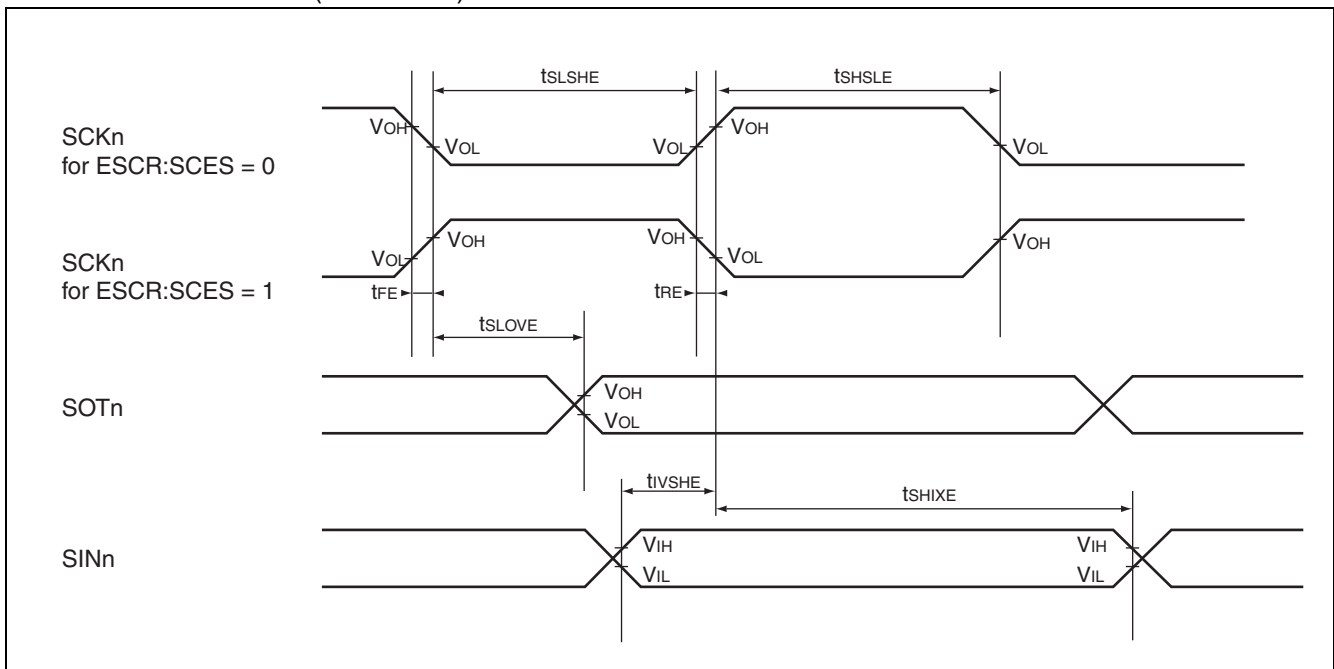 tSLSHE tSHSLE
SCKn
for ESCR:SCES = 0
VOH VOL VOL VOH VOL
SCKn
for ESCR:SCES = 1
VOL VOH VOH VOL VOH
tFE tRE
tSLOVE
SOTn
VOH
VOL
tIVSHE tSHIXE
SINn
VIH VIH
VIL VIL